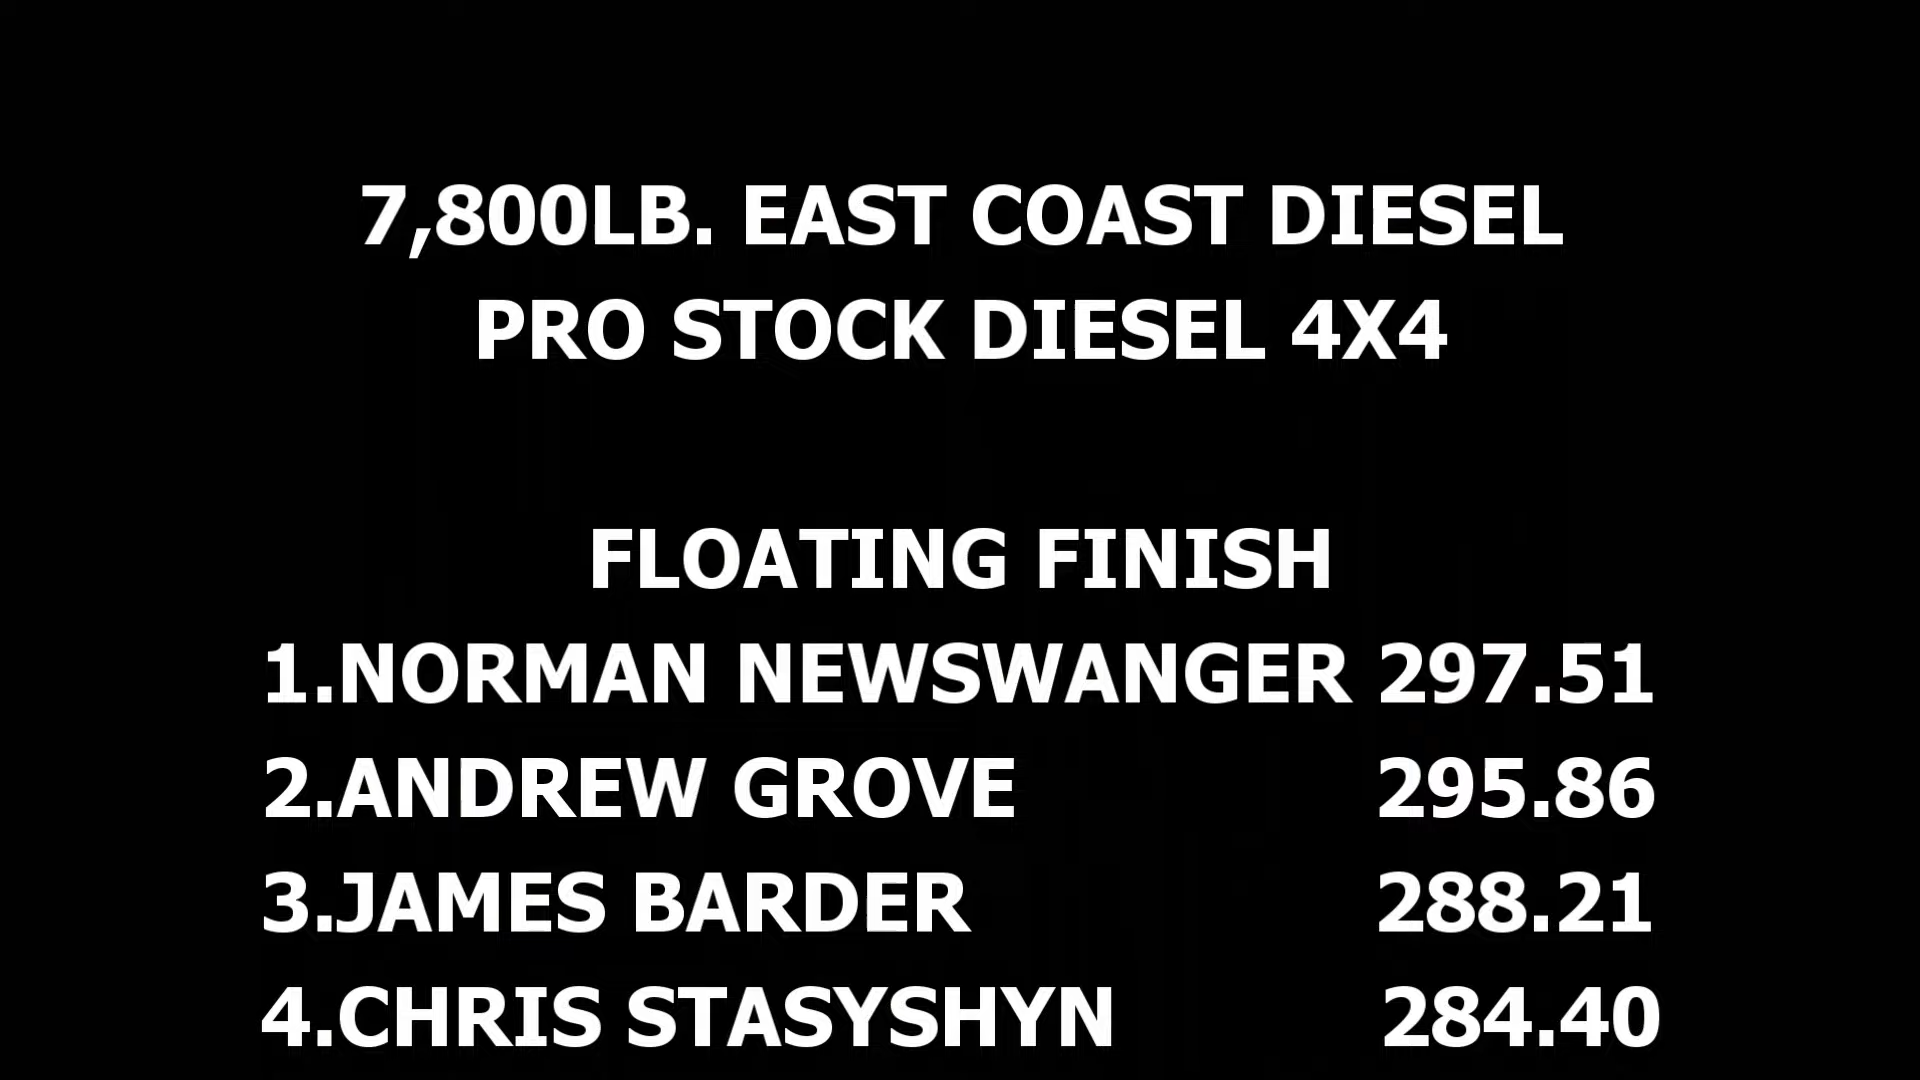 7,800LB. EAST COAST DIESEL
PRO STOCK DIESEL 4X4
FLOATING FINISH
1.NORMAN NEWSWANGER 297.51
2.ANDREW GROVE 295.86
3.JAMES BARDER 288.21
4.CHRIS STASYSHYN 284.40